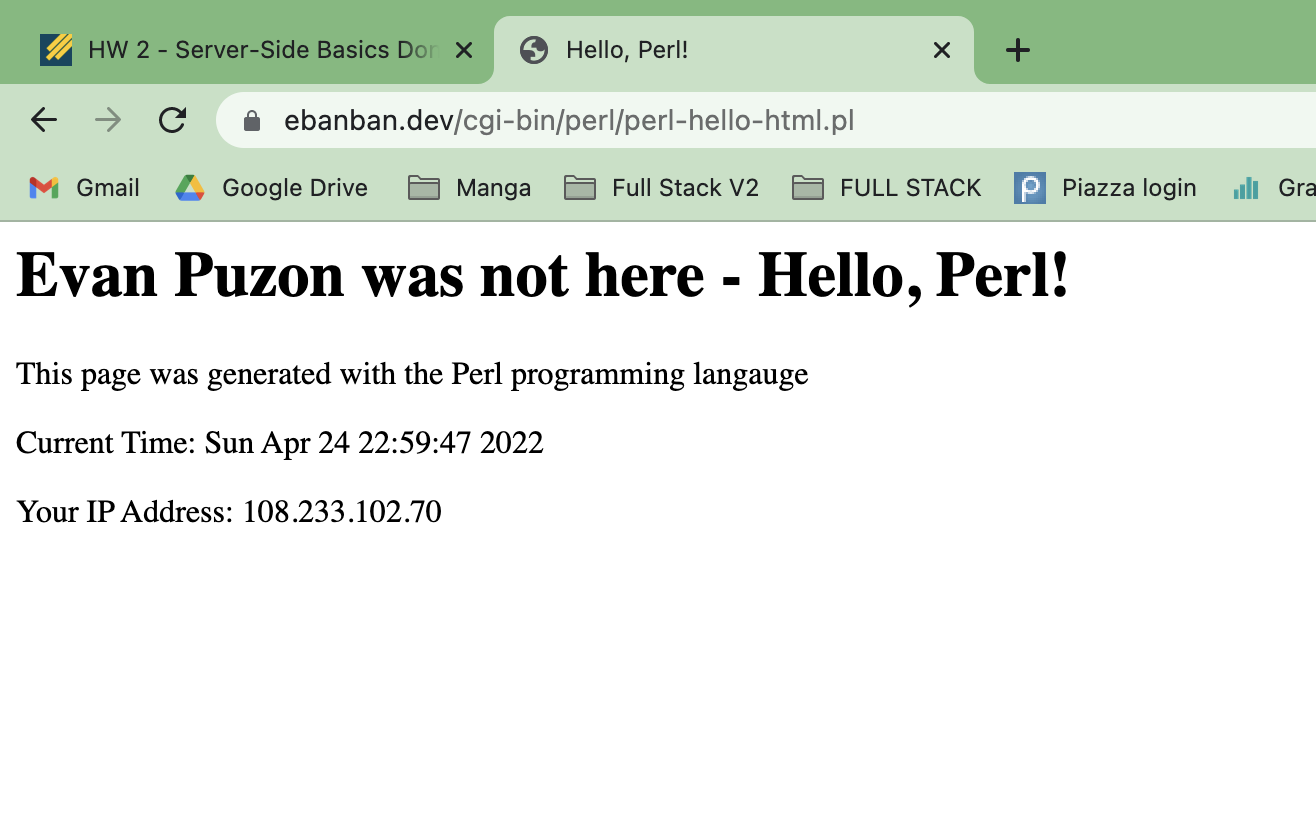 HW 2 - Server-Side Basics Dor
Hello, Perl!
ebanban.dev/cgi-bin/perl/perl-hello-html.pl
Gmail Google Drive Manga Full Stack V2 FULL STACK Piazza login Gra
Evan Puzon was not here - Hello, Perl!
This page was generated with the Perl programming langauge
Current Time: Sun Apr 24 22:59:47 2022
Your IP Address: 108.233.102.70